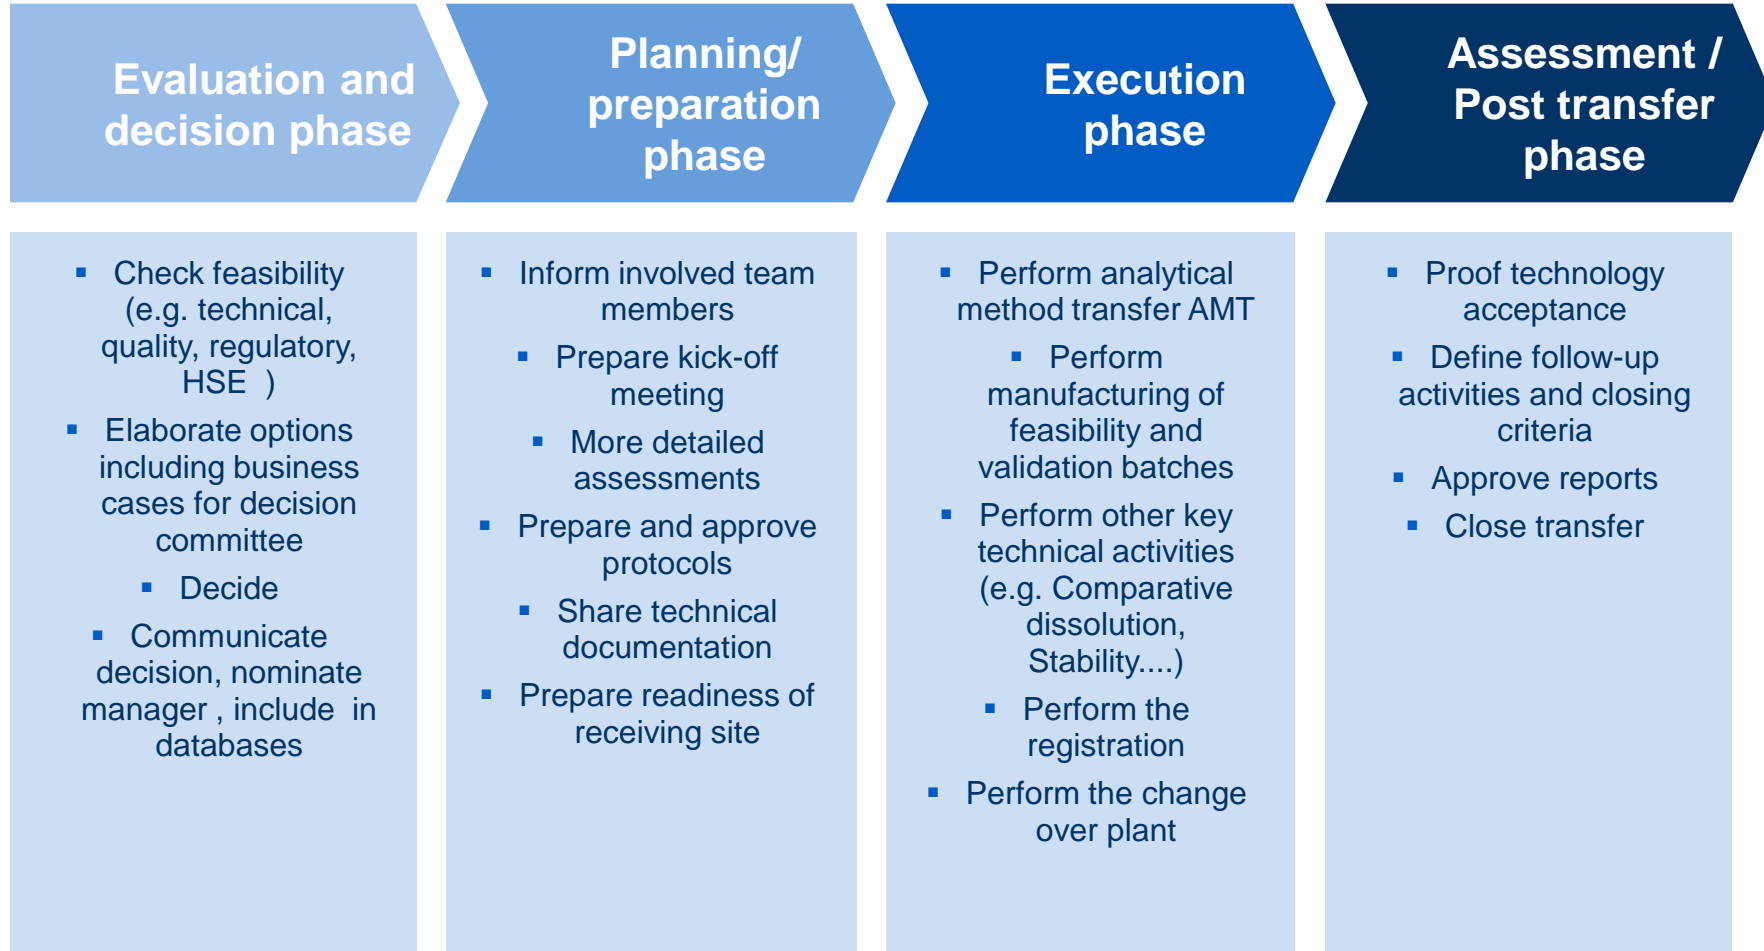 Evaluation and
decision phase
Planning/
preparation
phase
Execution
phase
Assessment /
Post transfer
phase
▪ Check feasibility
(e.g. technical,
quality, regulatory,
HSE )
▪ Elaborate options
including business
cases for decision
committee
▪ Decide
▪ Communicate
decision, nominate
manager , include in
databases
▪ Inform involved team
members
▪ Prepare kick-off
meeting
▪ More detailed
assessments
▪ Prepare and approve
protocols
▪ Share technical
documentation
▪ Prepare readiness of
receiving site
▪ Perform analytical
method transfer AMT
▪ Perform
manufacturing of
feasibility and
validation batches
▪ Perform other key
technical activities
(e.g. Comparative
dissolution,
Stability....)
▪ Perform the
registration
▪ Perform the change
over plant
▪ Proof technology
acceptance
▪ Define follow-up
activities and closing
criteria
▪ Approve reports
▪ Close transfer